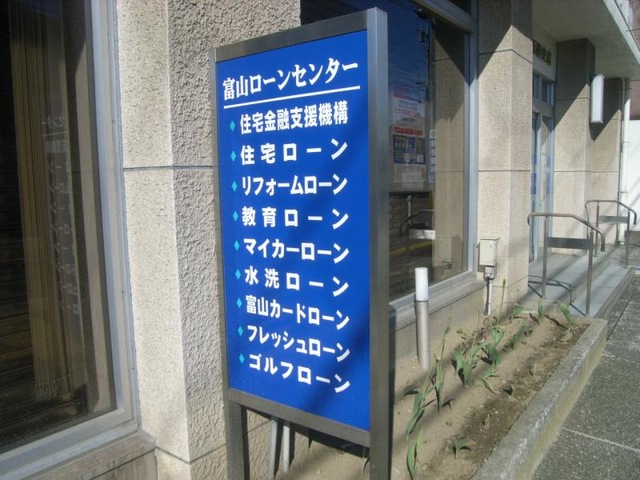 富山ローンセンター
住宅金融支援機構
住宅ローン
リフォームローン
教育ローン
マイカーローン
水洗ローン
富山カードローン
フレッシュローン
ゴルフローン